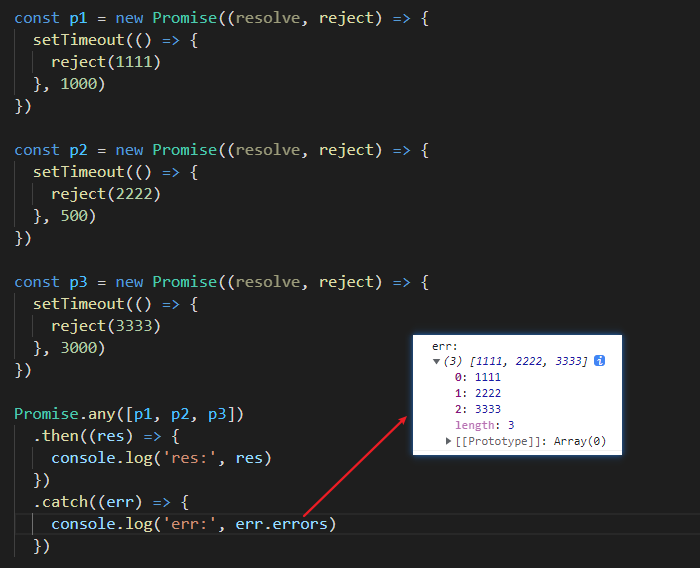 const p1 = new Promise((resolve, reject) => {
  setTimeout(() => {
    reject(1111)
  }, 1000)
})
const p2 = new Promise((resolve, reject) => {
  setTimeout(() => {
    reject(2222)
  }, 500)
})
const p3 = new Promise((resolve, reject) => {
  setTimeout(() => {
    reject(3333)
  }, 3000)
})
Promise.any([p1, p2, p3])
  .then((res) => {
    console.log('res:', res)
  })
  .catch((err) => {
    console.log('err:', err.errors)
  })
err:
(3) [1111, 2222, 3333] i
0: 1111
1: 2222
2: 3333
length: 3
[[Prototype]]: Array(0)